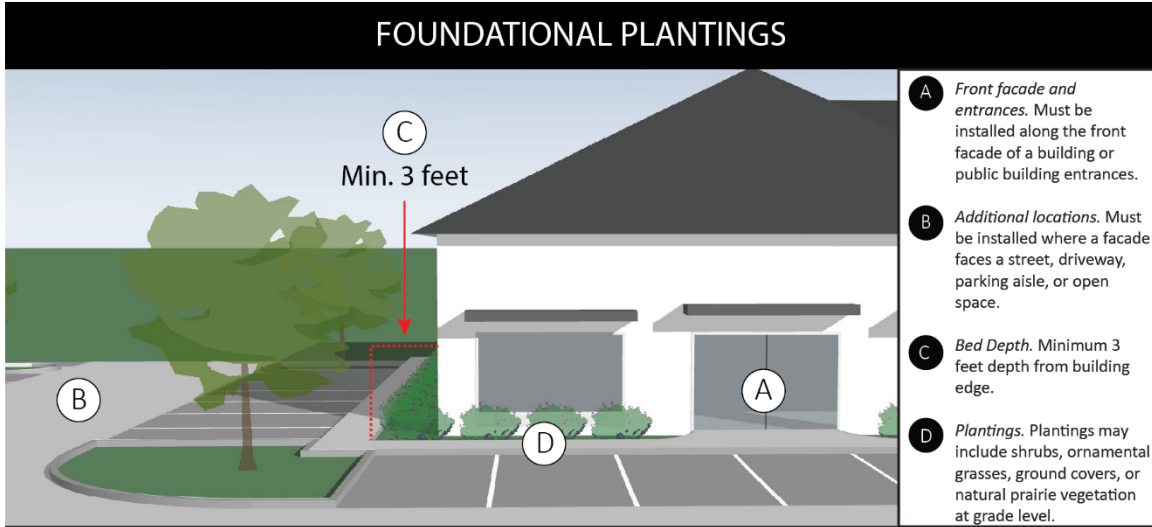 FOUNDATIONAL PLANTINGS
C
Min. 3 feet
B
A
D
A
Front facade and
entrances. Must be
installed along the front
facade of a building or
public building entrances.
B
Additional locations. Must
be installed where a facade
faces a street, driveway,
parking aisle, or open
space.
C
Bed Depth. Minimum 3
feet depth from building
edge.
D
Plantings. Plantings may
include shrubs, ornamental
grasses, ground covers, or
natural prairie vegetation
at grade level.